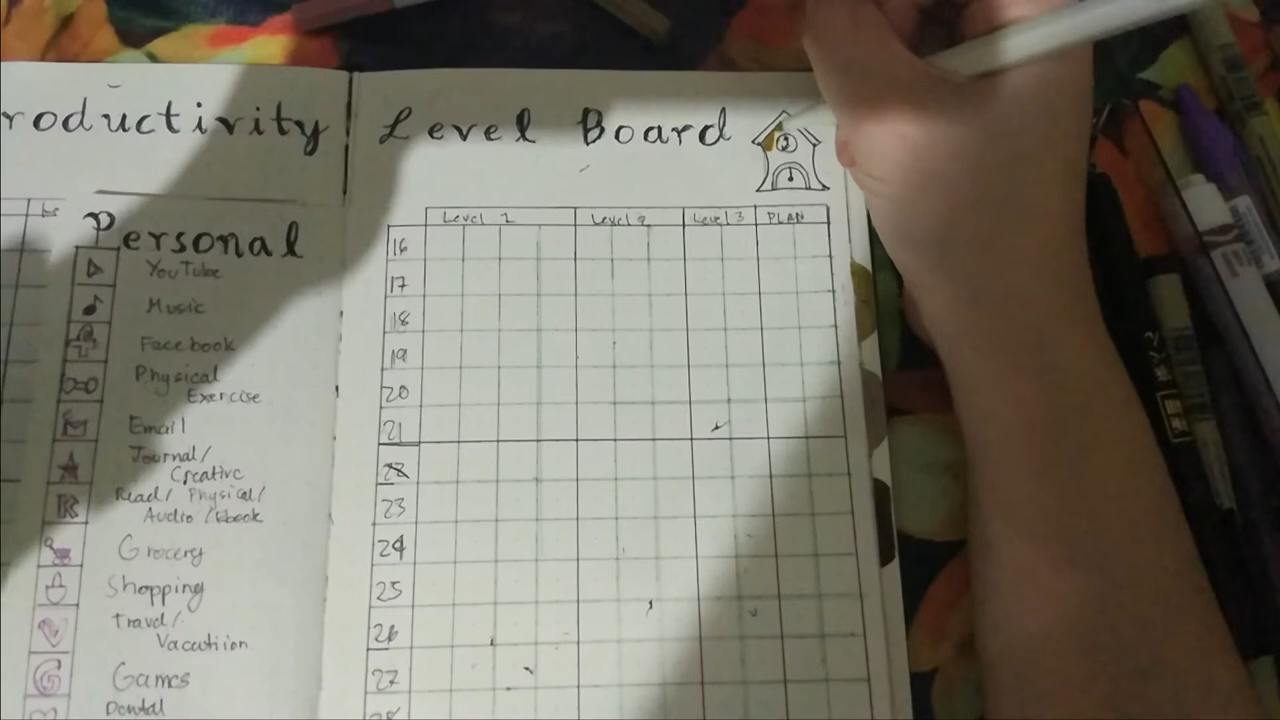 roductivity
Personal
YouTube
Music
Facebook
Physical
Exercise
Email
Journal/
Creative
Read/ Physical/
Audio/Ebook
Grocery
Shopping
Travel/
Vacatiion
Games
Dental
Level Board
Level 1
Level 2
Level 3
PLAN
16
17
18
19
20
21
22
23
24
25
26
27
28